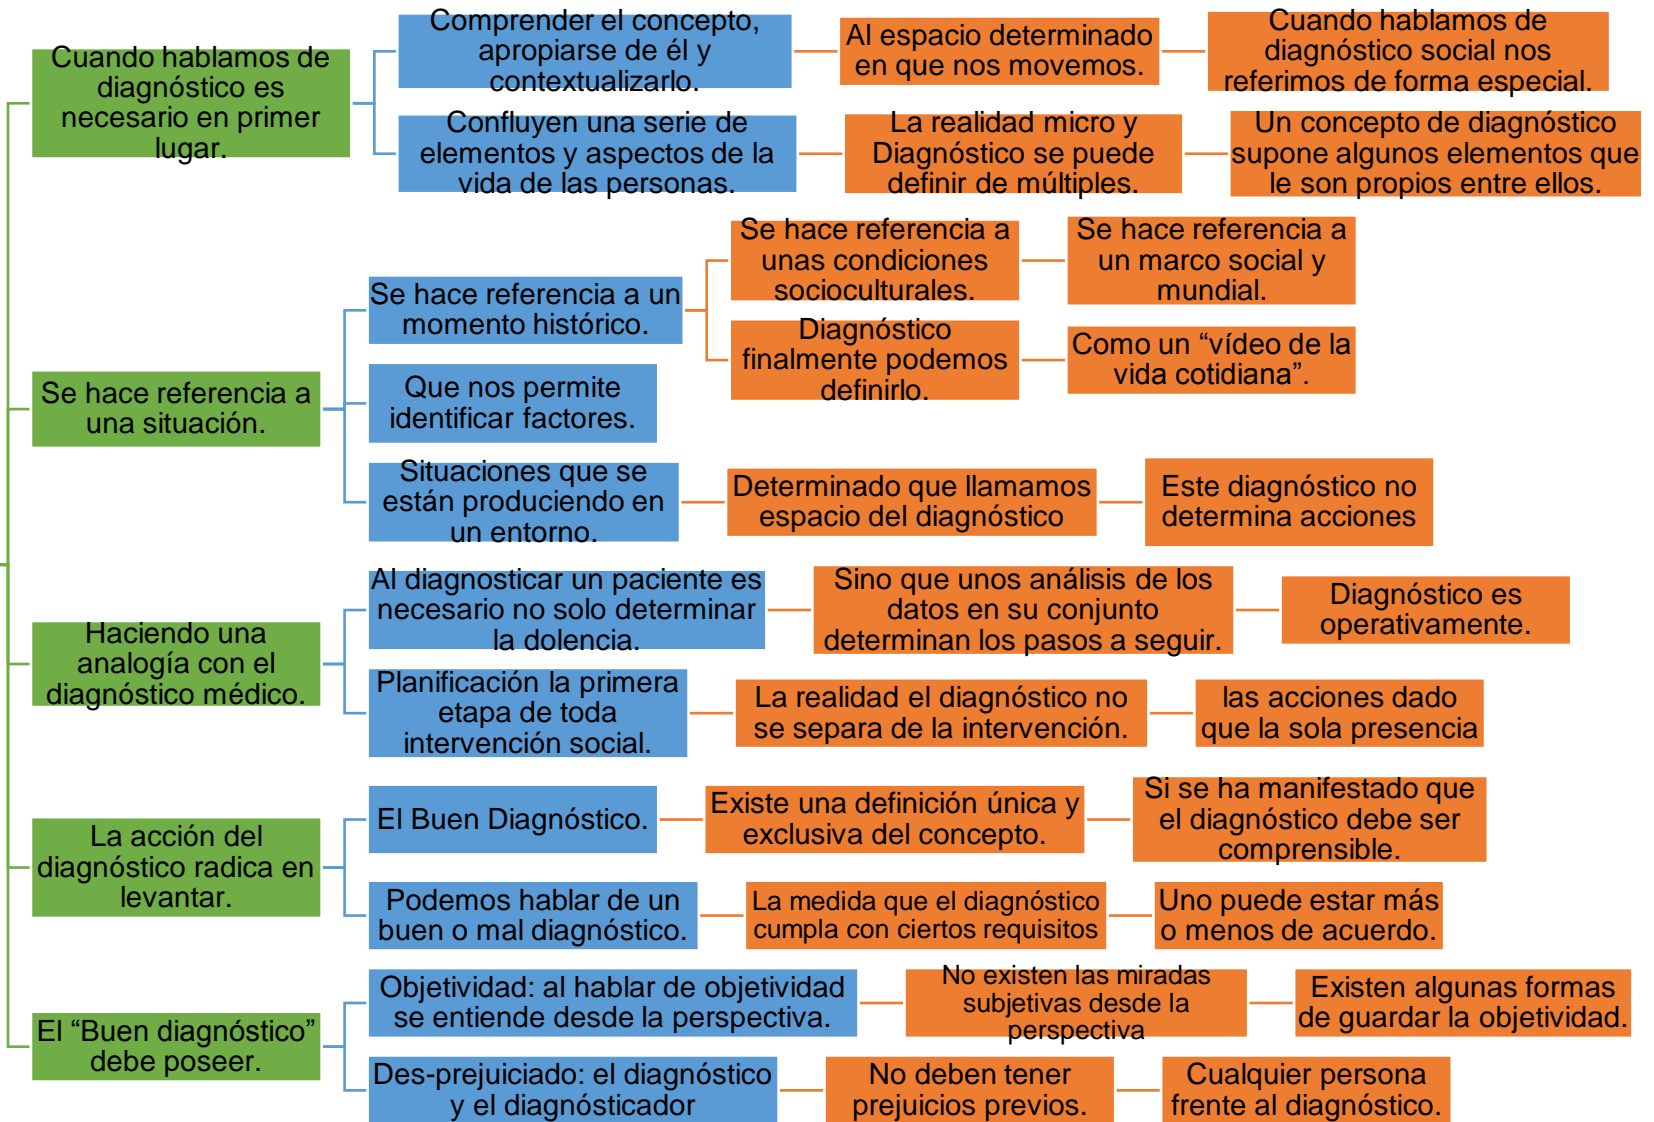 Cuando hablamos de
diagnóstico es
necesario en primer
lugar.
Comprender el concepto,
apropiarse de él y
contextualizarlo.
Al espacio determinado
en que nos movemos.
Cuando hablamos de
diagnóstico social nos
referimos de forma especial.
Confluyen una serie de
elementos y aspectos de la
vida de las personas.
La realidad micro y
Diagnóstico se puede
definir de múltiples.
Un concepto de diagnóstico
supone algunos elementos que
le son propios entre ellos.
Se hace referencia a
una situación.
Se hace referencia a un
momento histórico.
Se hace referencia a
unas condiciones
socioculturales.
Se hace referencia a
un marco social y
mundial.
Diagnóstico
finalmente podemos
definirlo.
Como un “vídeo de la
vida cotidiana”.
Que nos permite
identificar factores.
Situaciones que se
están produciendo en
un entorno.
Determinado que llamamos
espacio del diagnóstico
Este diagnóstico no
determina acciones
Haciendo una
analogía con el
diagnóstico médico.
Al diagnosticar un paciente es
necesario no solo determinar
la dolencia.
Sino que unos análisis de los
datos en su conjunto
determinan los pasos a seguir.
Diagnóstico es
operativamente.
Planificación la primera
etapa de toda
intervención social.
La realidad el diagnóstico no
se separa de la intervención.
las acciones dado
que la sola presencia
La acción del
diagnóstico radica en
levantar.
El Buen Diagnóstico.
Existe una definición única y
exclusiva del concepto.
Si se ha manifestado que
el diagnóstico debe ser
comprensible.
Podemos hablar de un
buen o mal diagnóstico.
La medida que el diagnóstico
cumpla con ciertos requisitos
Uno puede estar más
o menos de acuerdo.
El “Buen diagnóstico”
debe poseer.
Objetividad: al hablar de objetividad
se entiende desde la perspectiva.
No existen las miradas
subjetivas desde la
perspectiva
Existen algunas formas
de guardar la objetividad.
Des-prejuiciado: el diagnóstico
y el diagnósticador
No deben tener
prejuicios previos.
Cualquier persona
frente al diagnóstico.